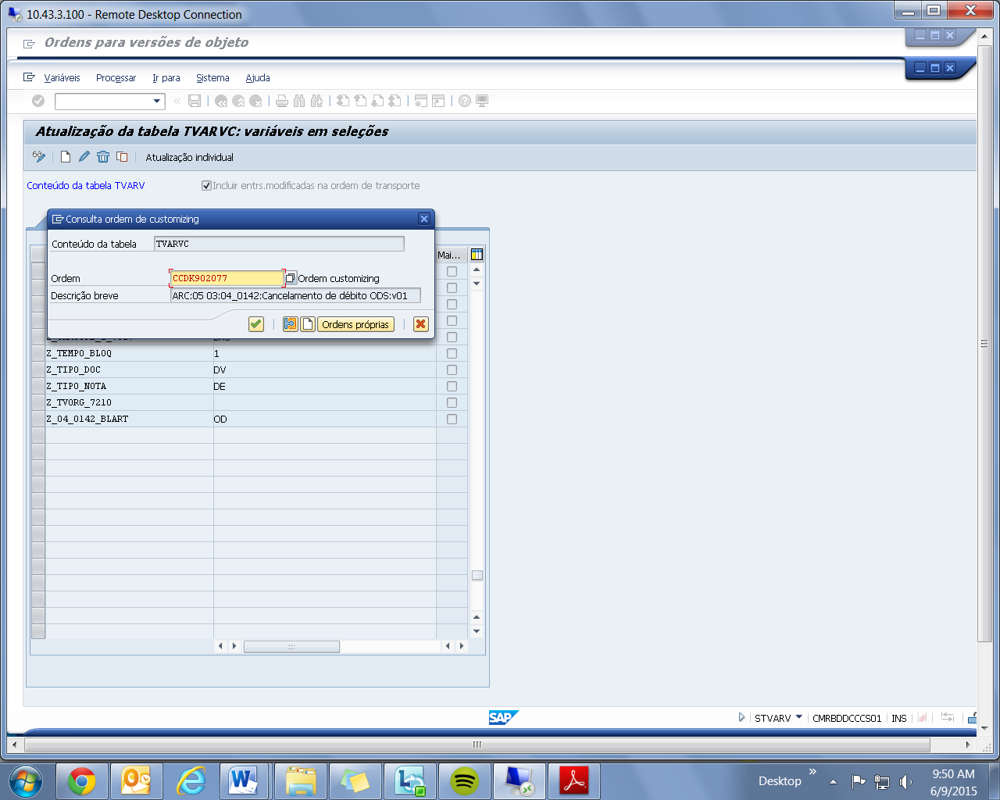 10.43.3.100 - Remote Desktop Connection
Ordens para versões de objeto
Variáveis Processar Ir para Sistema Ajuda
Atualização da tabela TVARVC: variáveis em seleções
Atualização individual
Conteúdo da tabela TVARV Incluir entrs.modificadas na ordem de transporte
Consulta ordem de customizing
Conteúdo da tabela TVARVC
Mai...
Ordem CCDK902077 Ordem customizing
Descrição breve ARC:05 03:04_0142:Cancelamento de débito ODS:v01
Ordens próprias
Z_TEMPO_BLOQ 1
Z_TIPO_DOC DV
Z_TIPO_NOTA DE
Z_TVORG_7210
Z_04_0142_BLART OD
SAP STVARV CMRBDDCCCS01 INS
Desktop
9:50 AM
6/9/2015